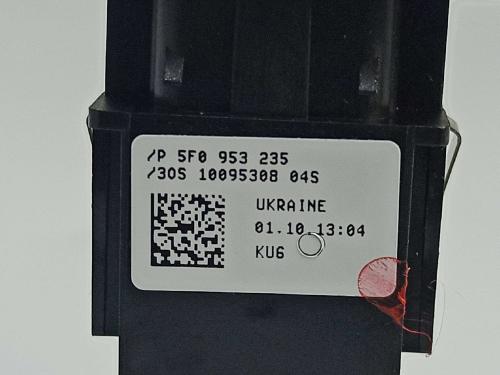 /P 5F0 953 235
/30S 10095308 04S
UKRAINE
01.10 13:04
KU6